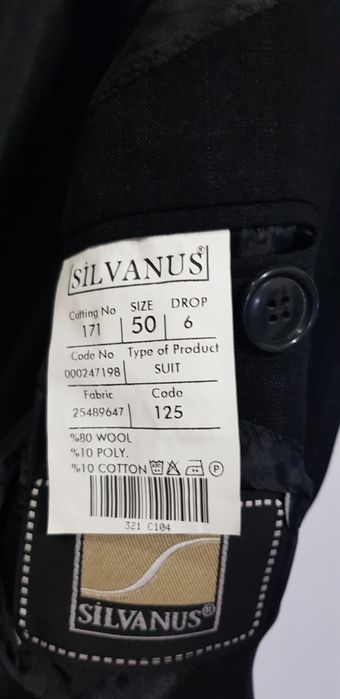 SİLVANUS®
Cutting No SIZE DROP
171 50 6
Code No Type of Product
000247198 SUIT
Fabric Code
25489647 125
%80 WOOL
%10 POLY.
%10 COTTON P
321 C104
SİLVANUS®